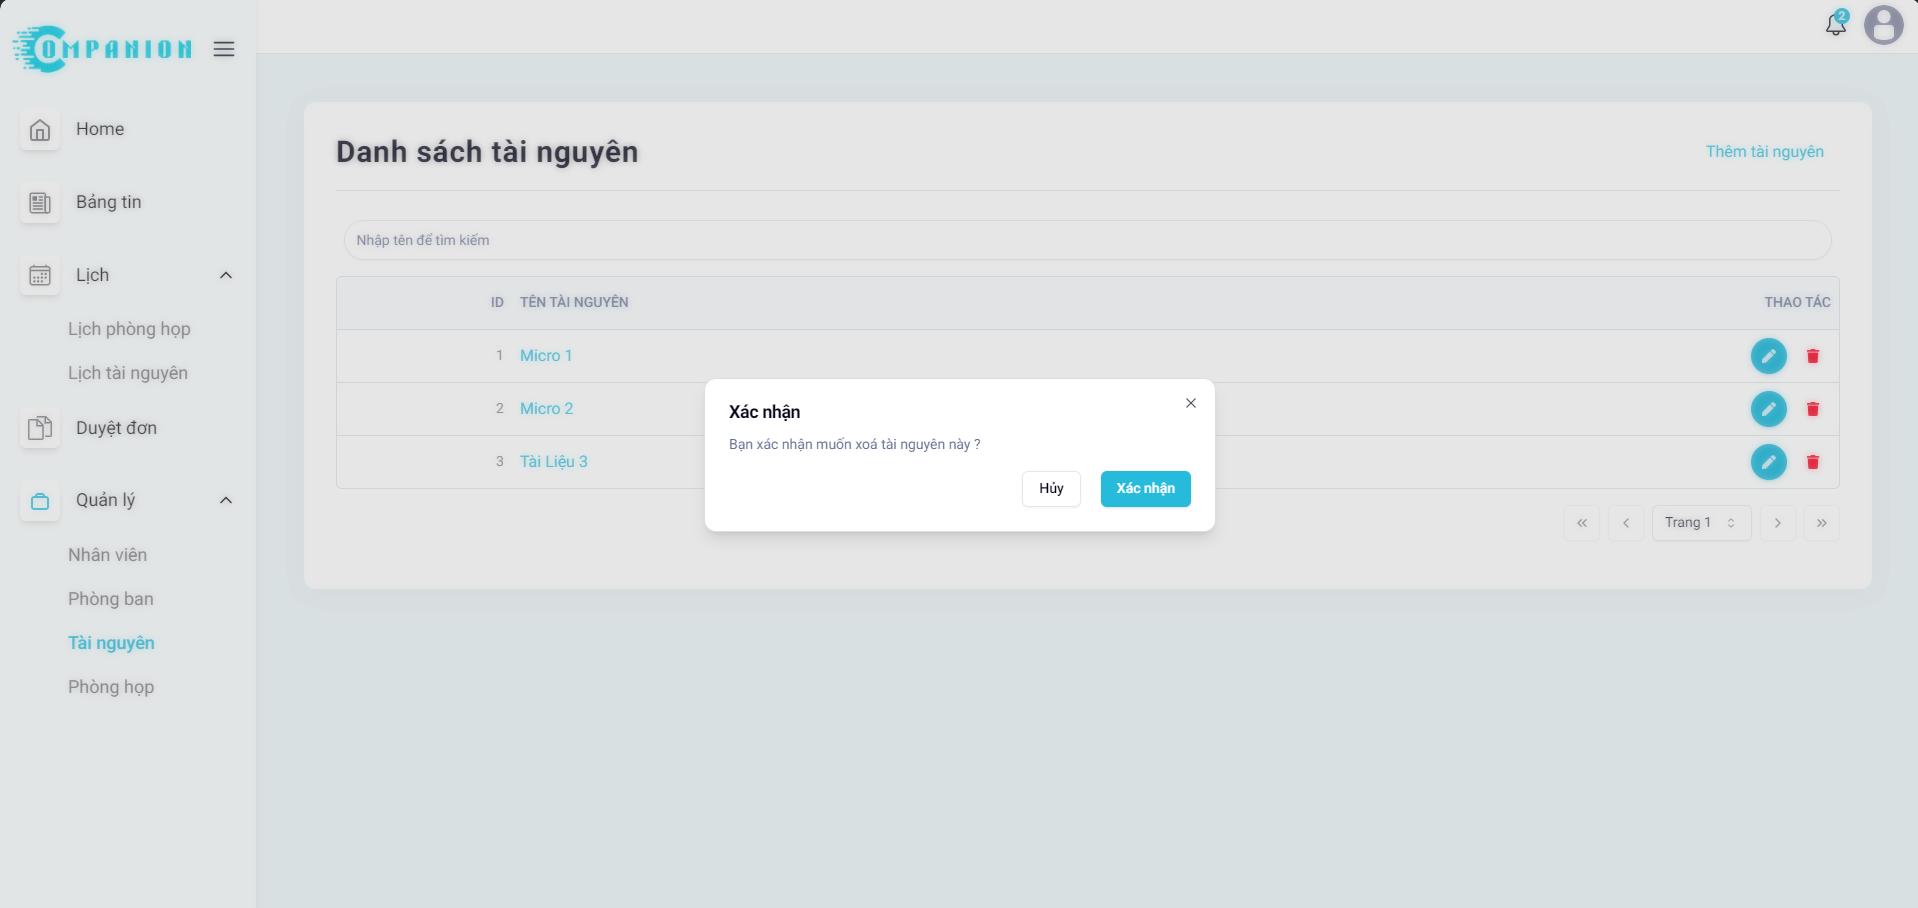 COMPANION
2
Home
Bảng tin
Lịch
Lịch phòng họp
Lịch tài nguyên
Duyệt đơn
Quản lý
Nhân viên
Phòng ban
Tài nguyên
Phòng họp
Danh sách tài nguyên
Thêm tài nguyên
Nhập tên để tìm kiếm
ID TÊN TÀI NGUYÊN THAO TÁC
1 Micro 1
2 Micro 2
3 Tài Liệu 3
Xác nhận
Bạn xác nhận muốn xoá tài nguyên này ?
Hủy Xác nhận
Trang 1